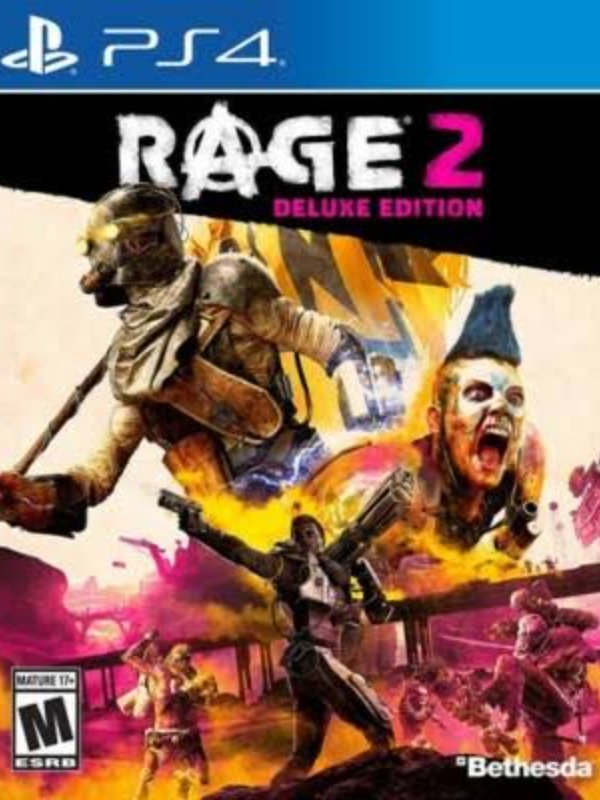 PS4
RAGE 2
DELUXE EDITION
MATURE 17+
M
ESRB
Bethesda